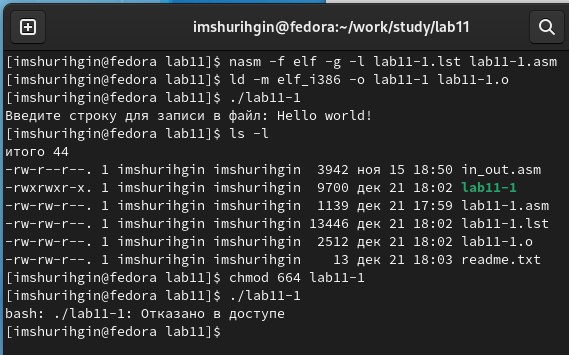 imshurihgin@fedora:~/work/study/lab11
[imshurihgin@fedora lab11]$ nasm -f elf -g -l lab11-1.lst lab11-1.asm
[imshurihgin@fedora lab11]$ ld -m elf_i386 -o lab11-1 lab11-1.o
[imshurihgin@fedora lab11]$ ./lab11-1
Введите строку для записи в файл: Hello world!
[imshurihgin@fedora lab11]$ ls -l
итого 44
-rw-r--r--. 1 imshurihgin imshurihgin  3942 ноя 15 18:50 in_out.asm
-rwxrwxr-x. 1 imshurihgin imshurihgin  9700 дек 21 18:02 lab11-1
-rw-rw-r--. 1 imshurihgin imshurihgin  1139 дек 21 17:59 lab11-1.asm
-rw-rw-r--. 1 imshurihgin imshurihgin 13446 дек 21 18:02 lab11-1.lst
-rw-rw-r--. 1 imshurihgin imshurihgin  2512 дек 21 18:02 lab11-1.o
-rw-rw-r--. 1 imshurihgin imshurihgin    13 дек 21 18:03 readme.txt
[imshurihgin@fedora lab11]$ chmod 664 lab11-1
[imshurihgin@fedora lab11]$ ./lab11-1
bash: ./lab11-1: Отказано в доступе
[imshurihgin@fedora lab11]$